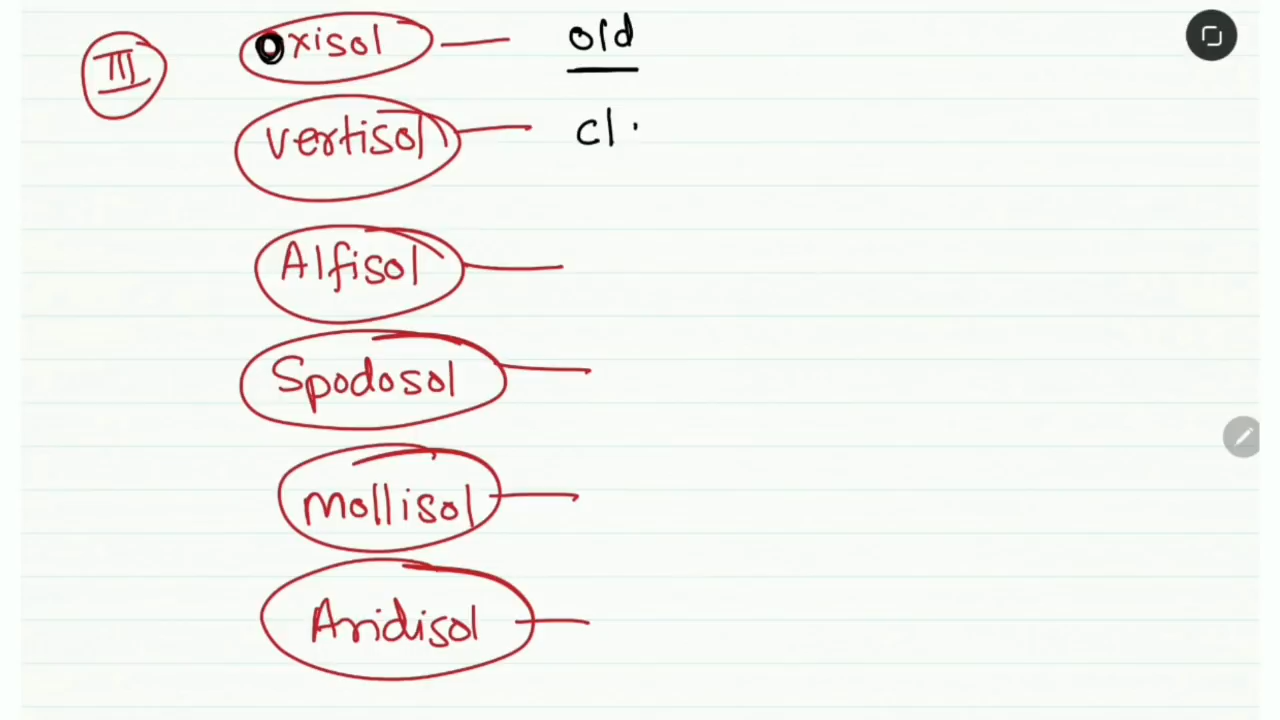 III Oxisol — old
Vertisol — cl
Alfisol —
Spodosol —
Mollisol —
Aridisol —